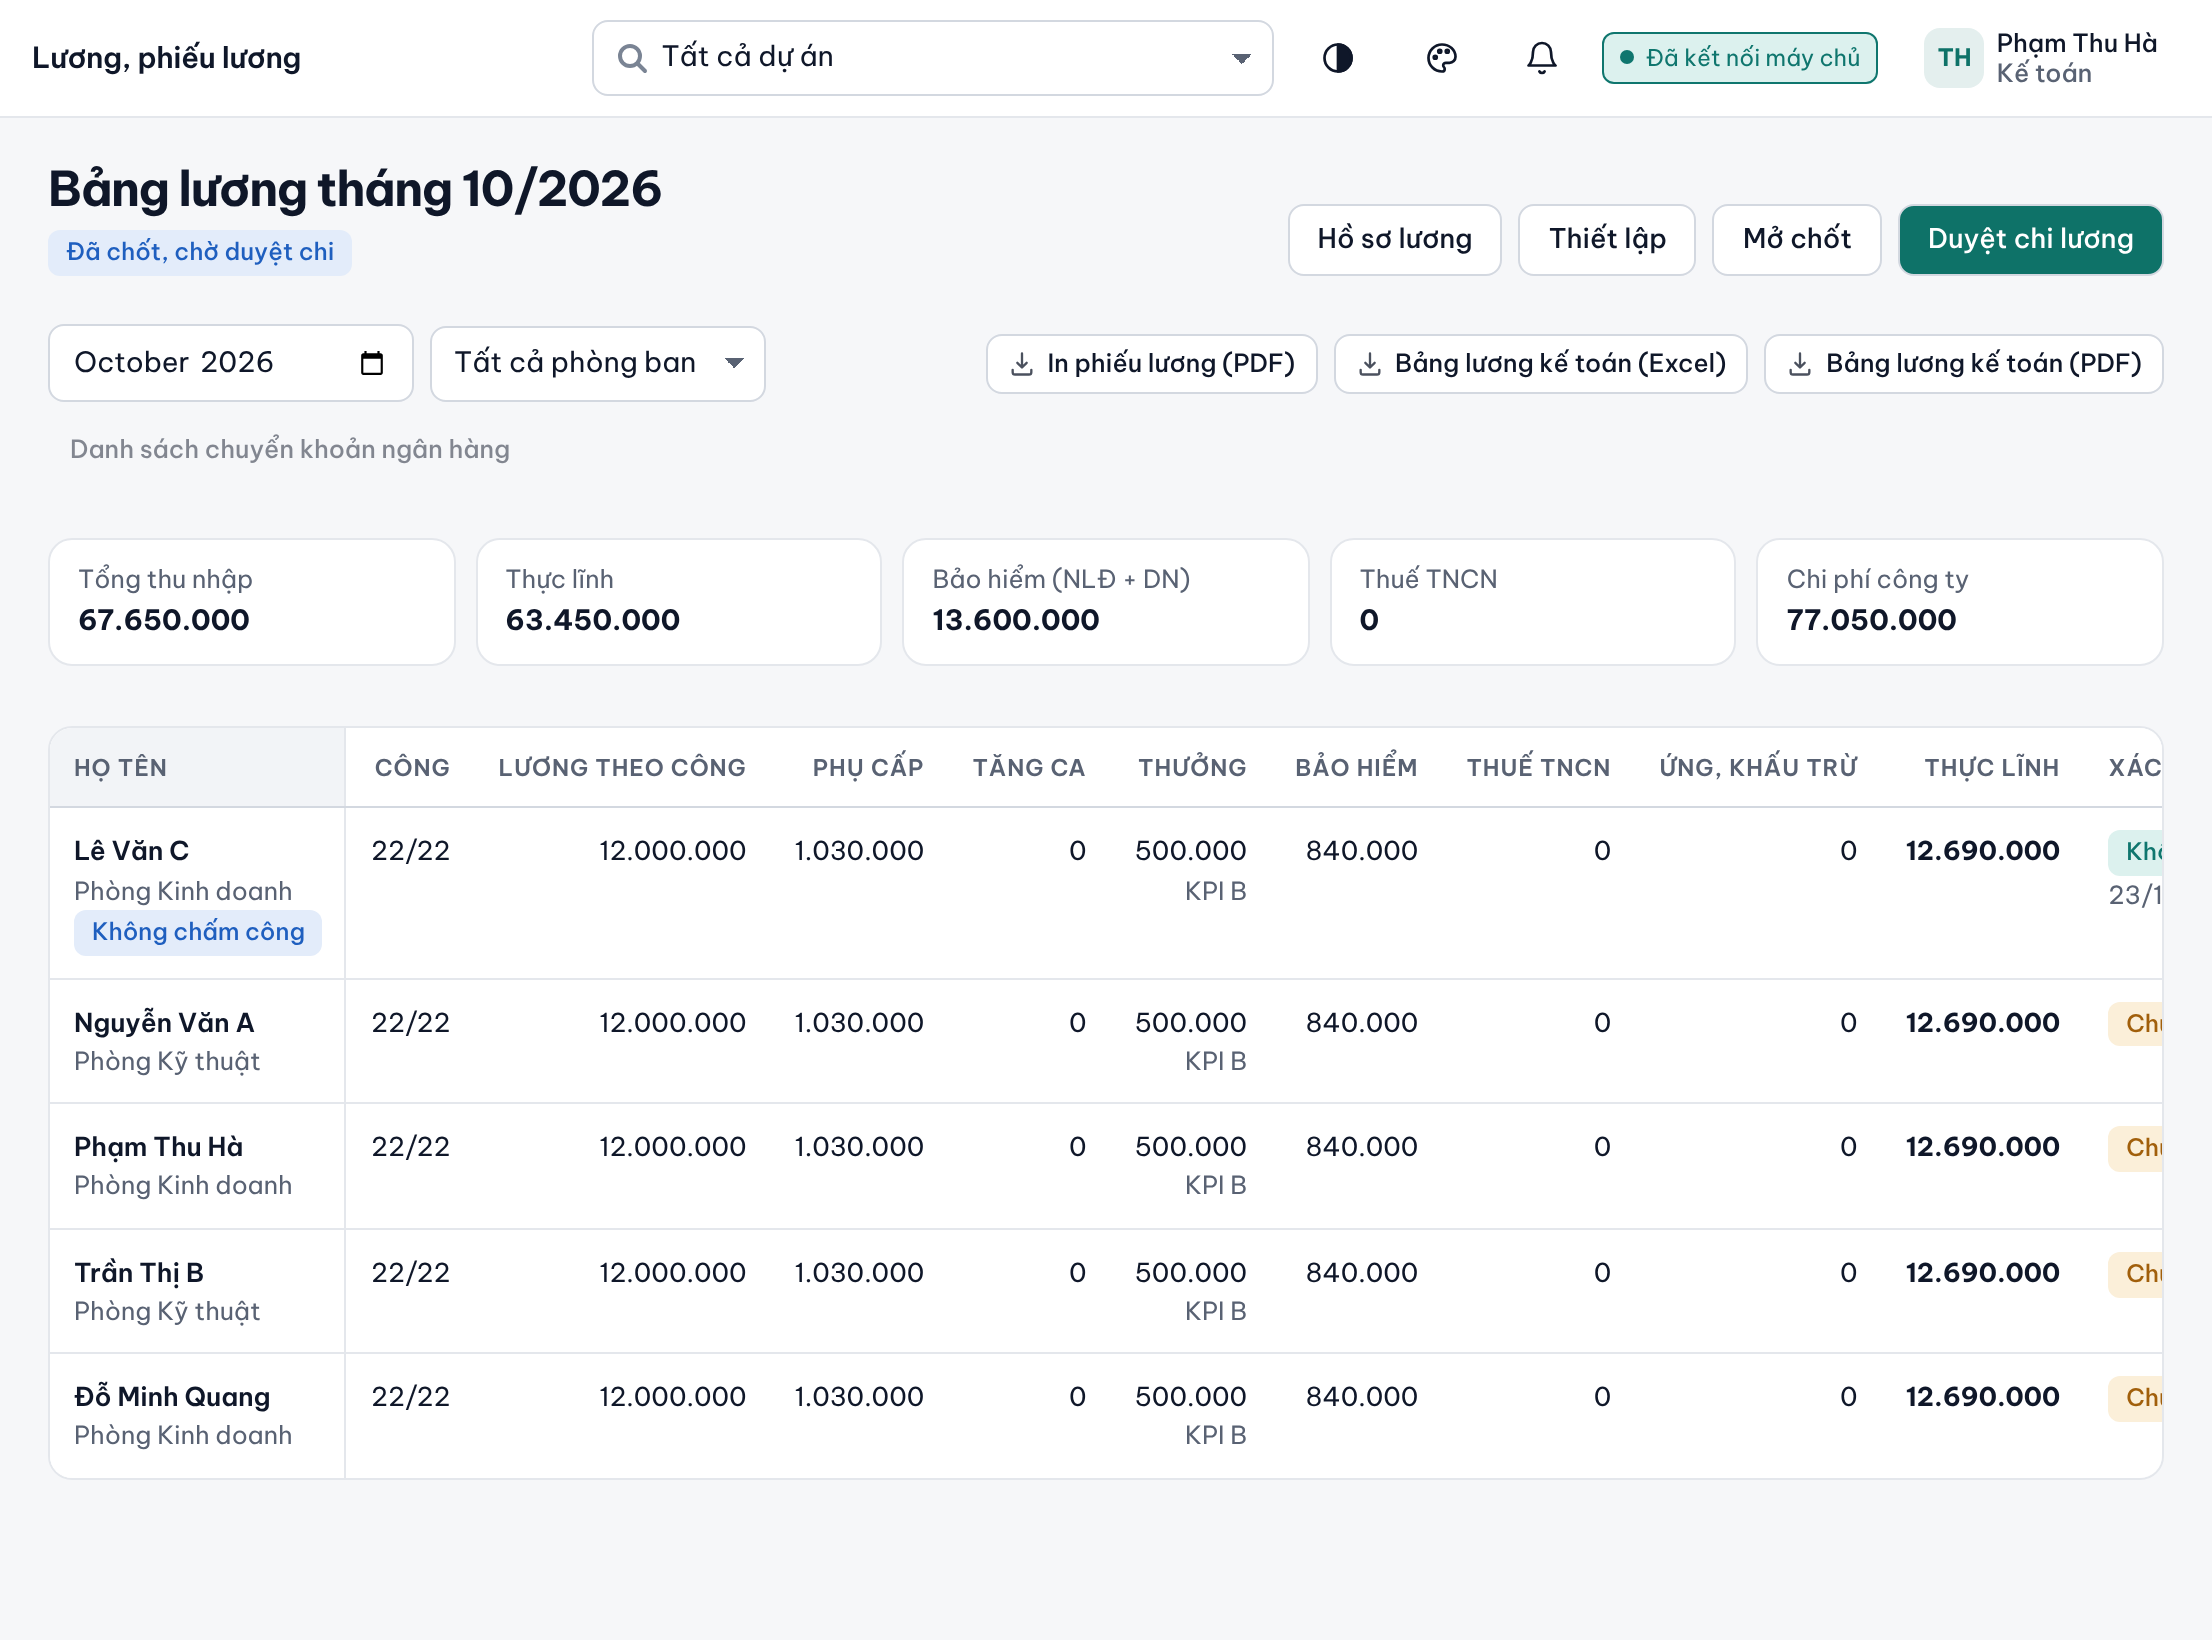 Lương, phiếu lương
Tất cả dự án
Đã kết nối máy chủ
TH
Phạm Thu Hà
Kế toán
Bảng lương tháng 10/2026
Đã chốt, chờ duyệt chi
Hồ sơ lương
Thiết lập
Mở chốt
Duyệt chi lương
October 2026
Tất cả phòng ban
In phiếu lương (PDF)
Bảng lương kế toán (Excel)
Bảng lương kế toán (PDF)
Danh sách chuyển khoản ngân hàng
Tổng thu nhập
67.650.000
Thực lĩnh
63.450.000
Bảo hiểm (NLĐ + DN)
13.600.000
Thuế TNCN
0
Chi phí công ty
77.050.000
HỌ TÊN CÔNG LƯƠNG THEO CÔNG PHỤ CẤP TĂNG CA THƯỞNG BẢO HIỂM THUẾ TNCN ỨNG, KHẤU TRỪ THỰC LĨNH XÁC
Lê Văn C 22/22 12.000.000 1.030.000 0 500.000 840.000 0 0 12.690.000
Phòng Kinh doanh KPI B 23/1
Không chấm công
Nguyễn Văn A 22/22 12.000.000 1.030.000 0 500.000 840.000 0 0 12.690.000
Phòng Kỹ thuật KPI B
Phạm Thu Hà 22/22 12.000.000 1.030.000 0 500.000 840.000 0 0 12.690.000
Phòng Kinh doanh KPI B
Trần Thị B 22/22 12.000.000 1.030.000 0 500.000 840.000 0 0 12.690.000
Phòng Kỹ thuật KPI B
Đỗ Minh Quang 22/22 12.000.000 1.030.000 0 500.000 840.000 0 0 12.690.000
Phòng Kinh doanh KPI B